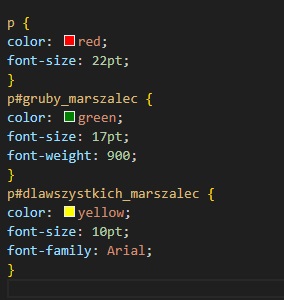 p {
color: red;
font-size: 22pt;
}
p#gruby_marszalec {
color: green;
font-size: 17pt;
font-weight: 900;
}
p#dlawszystkich_marszalec {
color: yellow;
font-size: 10pt;
font-family: Arial;
}